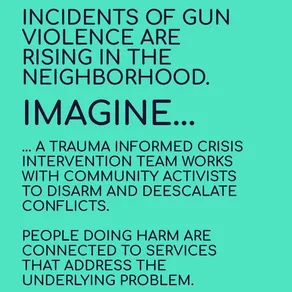 INCIDENTS OF GUN
VIOLENCE ARE
RISING IN THE
NEIGHBORHOOD.
IMAGINE...
... A TRAUMA INFORMED CRISIS
INTERVENTION TEAM WORKS
WITH COMMUNITY ACTIVISTS
TO DISARM AND DEESCALATE
CONFLICTS.
PEOPLE DOING HARM ARE
CONNECTED TO SERVICES
THAT ADDRESS THE
UNDERLYING PROBLEM.